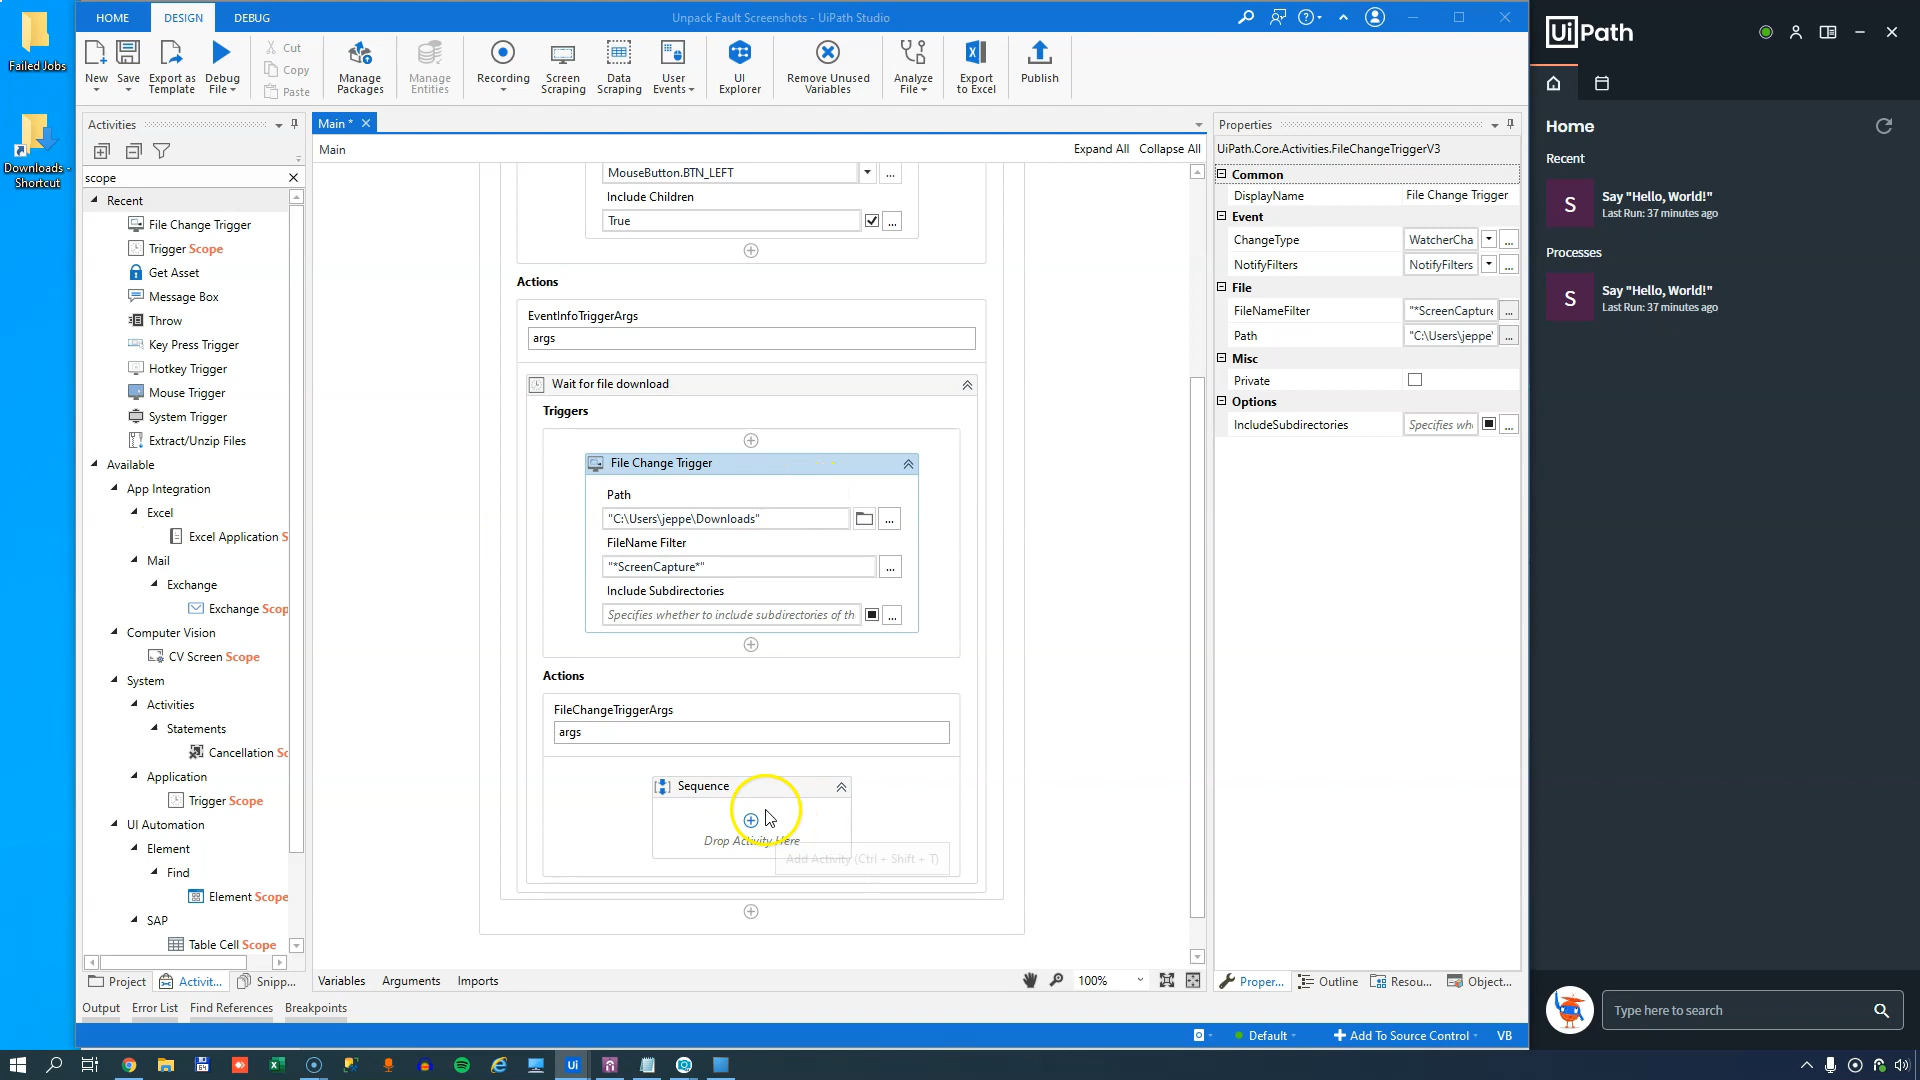 Failed Jobs
Downloads -
Shortcut
HOME
DESIGN
DEBUG
Unpack Fault Screenshots - UiPath Studio
New
Save
Export as
Template
Debug
File
Cut
Copy
Paste
Manage
Packages
Manage
Entities
Recording
Screen
Scraping
Data
Scraping
User
Events
UI
Explorer
Remove Unused
Variables
Analyze
File
Export
to Excel
Publish
Activities
scope
Recent
File Change Trigger
Trigger Scope
Get Asset
Message Box
Throw
Key Press Trigger
Hotkey Trigger
Mouse Trigger
System Trigger
Extract/Unzip Files
Available
App Integration
Excel
Excel Application S
Mail
Exchange
Exchange Scop
Computer Vision
CV Screen Scope
System
Activities
Statements
Cancellation Sc
Application
Trigger Scope
UI Automation
Element
Find
Element Scope
SAP
Table Cell Scope
Project
Activit...
Snipp...
Main *
Main
Expand All
Collapse All
MouseButton.BTN_LEFT
...
Include Children
True
...
Actions
EventInfoTriggerArgs
args
Wait for file download
Triggers
File Change Trigger
Path
"C:\Users\jeppe\Downloads"
...
FileName Filter
"*ScreenCapture*"
...
Include Subdirectories
Specifies whether to include subdirectories of th
...
Actions
FileChangeTriggerArgs
args
Sequence
Drop Activity Here
Add Activity (Ctrl + Shift + T)
Variables
Arguments
Imports
100%
Properties
UiPath.Core.Activities.FileChangeTriggerV3
Common
DisplayName
File Change Trigger
Event
ChangeType
WatcherCha
...
NotifyFilters
NotifyFilters
...
File
FileNameFilter
"*ScreenCapture
...
Path
"C:\Users\jeppe\
...
Misc
Private
Options
IncludeSubdirectories
Specifies wh
...
Proper...
Outline
Resou...
Object...
Output
Error List
Find References
Breakpoints
Default
Add To Source Control
VB
UiPath
Home
Recent
S
Say "Hello, World!"
Last Run: 37 minutes ago
Processes
S
Say "Hello, World!"
Last Run: 37 minutes ago
Type here to search
Ui